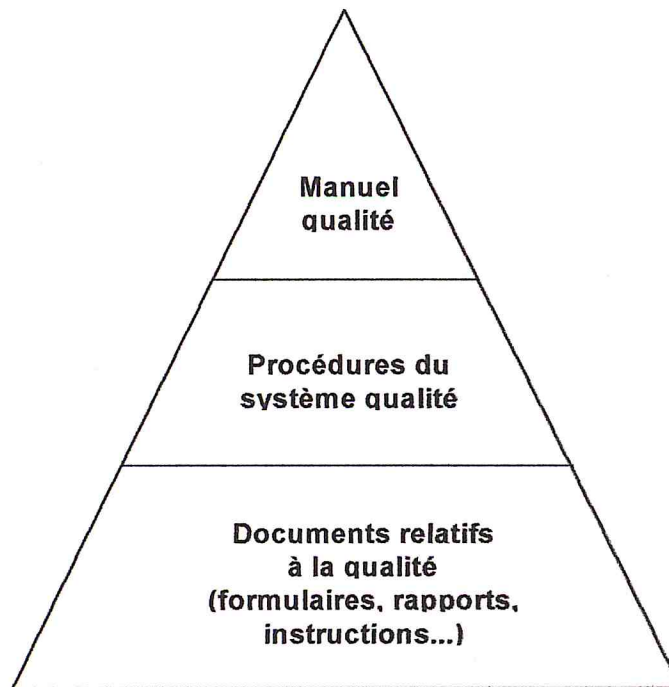 Manuel
qualité
Procédures du
système qualité
Documents relatifs
à la qualité
(formulaires, rapports,
instructions...)